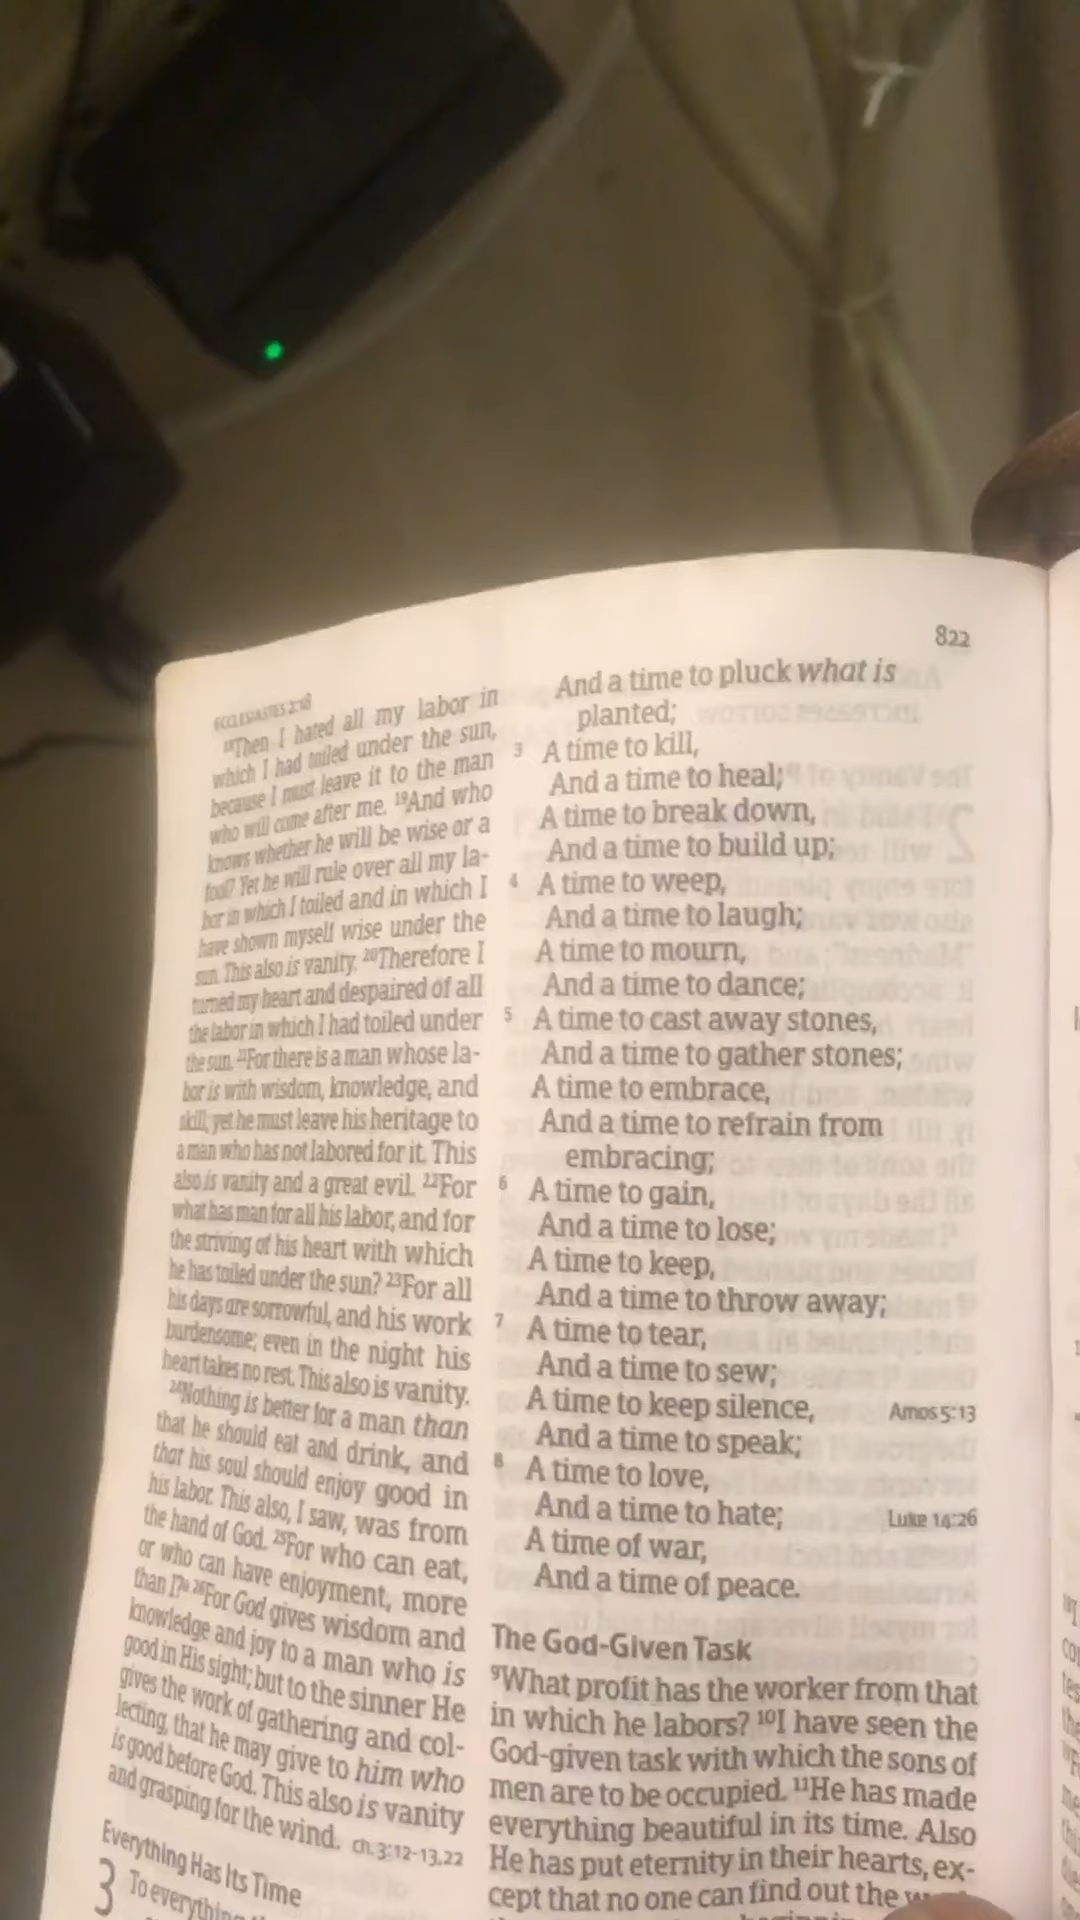 822
ECCLESIASTES 2:18
18Then I hated all my labor in
which I had toiled under the sun,
because I must leave it to the man
who will come after me. 19And who
knows whether he will be wise or a
fool? Yet he will rule over all my la-
bor in which I toiled and in which I
have shown myself wise under the
sun. This also is vanity. 20Therefore I
turned my heart and despaired of all
the labor in which I had toiled under
the sun. 21For there is a man whose la-
bor is with wisdom, knowledge, and
skill; yet he must leave his heritage to
a man who has not labored for it. This
also is vanity and a great evil. 22For
what has man for all his labor, and for
the striving of his heart with which
he has toiled under the sun? 23For all
his days are sorrowful, and his work
burdensome; even in the night his
heart takes no rest. This also is vanity.
24Nothing is better for a man than
that he should eat and drink, and
that his soul should enjoy good in
his labor. This also, I saw, was from
the hand of God. 25For who can eat,
or who can have enjoyment, more
than I?a 26For God gives wisdom and
knowledge and joy to a man who is
good in His sight; but to the sinner He
gives the work of gathering and col-
lecting, that he may give to him who
is good before God. This also is vanity
and grasping for the wind. ch. 3:12-13,22
Everything Has Its Time
3 To everything
And a time to pluck what is
planted;
3 A time to kill,
And a time to heal;
A time to break down,
And a time to build up;
4 A time to weep,
And a time to laugh;
A time to mourn,
And a time to dance;
5 A time to cast away stones,
And a time to gather stones;
A time to embrace,
And a time to refrain from
embracing;
6 A time to gain,
And a time to lose;
A time to keep,
And a time to throw away;
7 A time to tear,
And a time to sew;
A time to keep silence, Amos 5:13
And a time to speak;
8 A time to love,
And a time to hate; Luke 14:26
A time of war,
And a time of peace.
The God-Given Task
9What profit has the worker from that
in which he labors? 10I have seen the
God-given task with which the sons of
men are to be occupied. 11He has made
everything beautiful in its time. Also
He has put eternity in their hearts, ex-
cept that no one can find out the